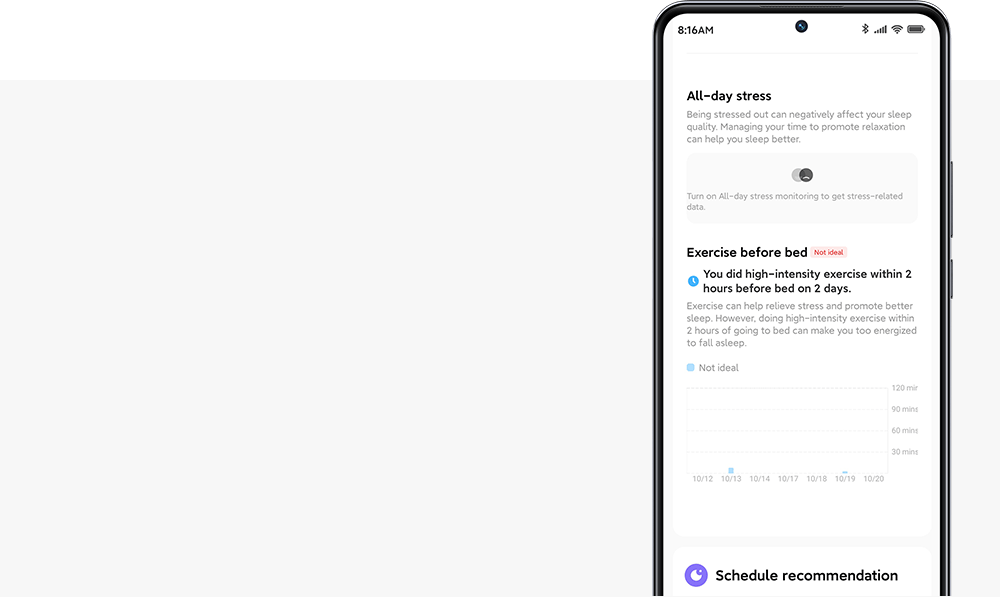 8:16AM
All-day stress
Being stressed out can negatively affect your sleep
quality. Managing your time to promote relaxation
can help you sleep better.
Turn on All-day stress monitoring to get stress-related
data.
Exercise before bed Not ideal
You did high-intensity exercise within 2
hours before bed on 2 days.
Exercise can help relieve stress and promote better
sleep. However, doing high-intensity exercise within
2 hours of going to bed can make you too energized
to fall asleep.
Not ideal
120 mir
90 mins
60 mins
30 mins
10/12 10/13 10/14 10/17 10/18 10/19 10/20
Schedule recommendation